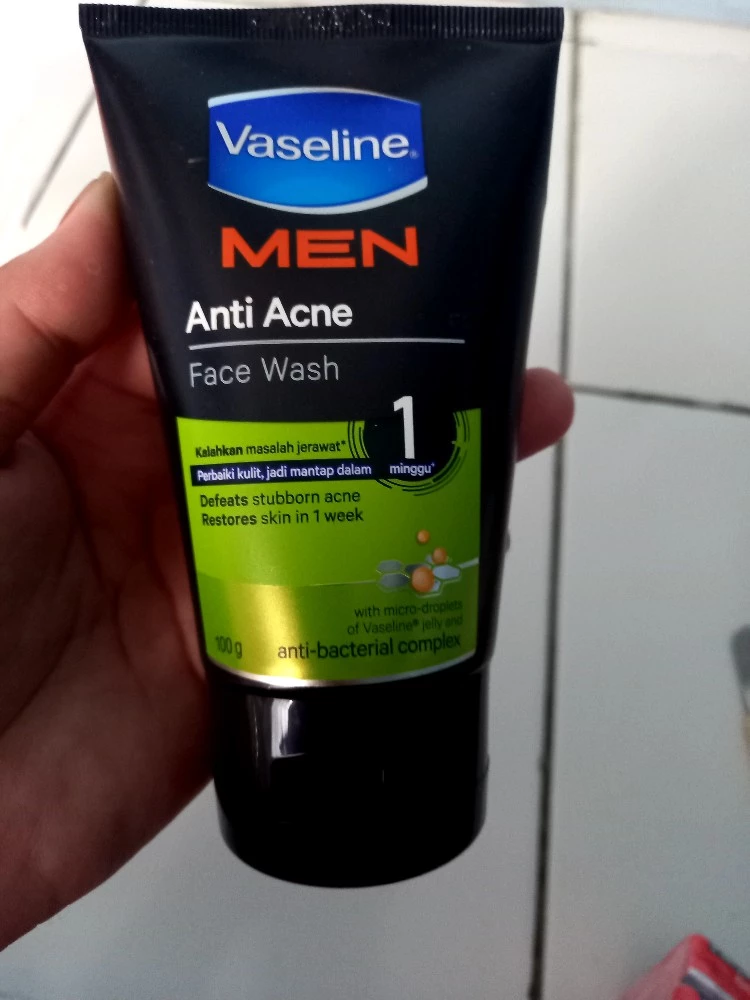 Vaseline®
MEN
Anti Acne
Face Wash
Kalahkan masalah jerawat*
Perbaiki kulit, jadi mantap dalam
1
minggu*
Defeats stubborn acne
Restores skin in 1 week
with micro-droplets
of Vaseline® jelly and
anti-bacterial complex
100 g